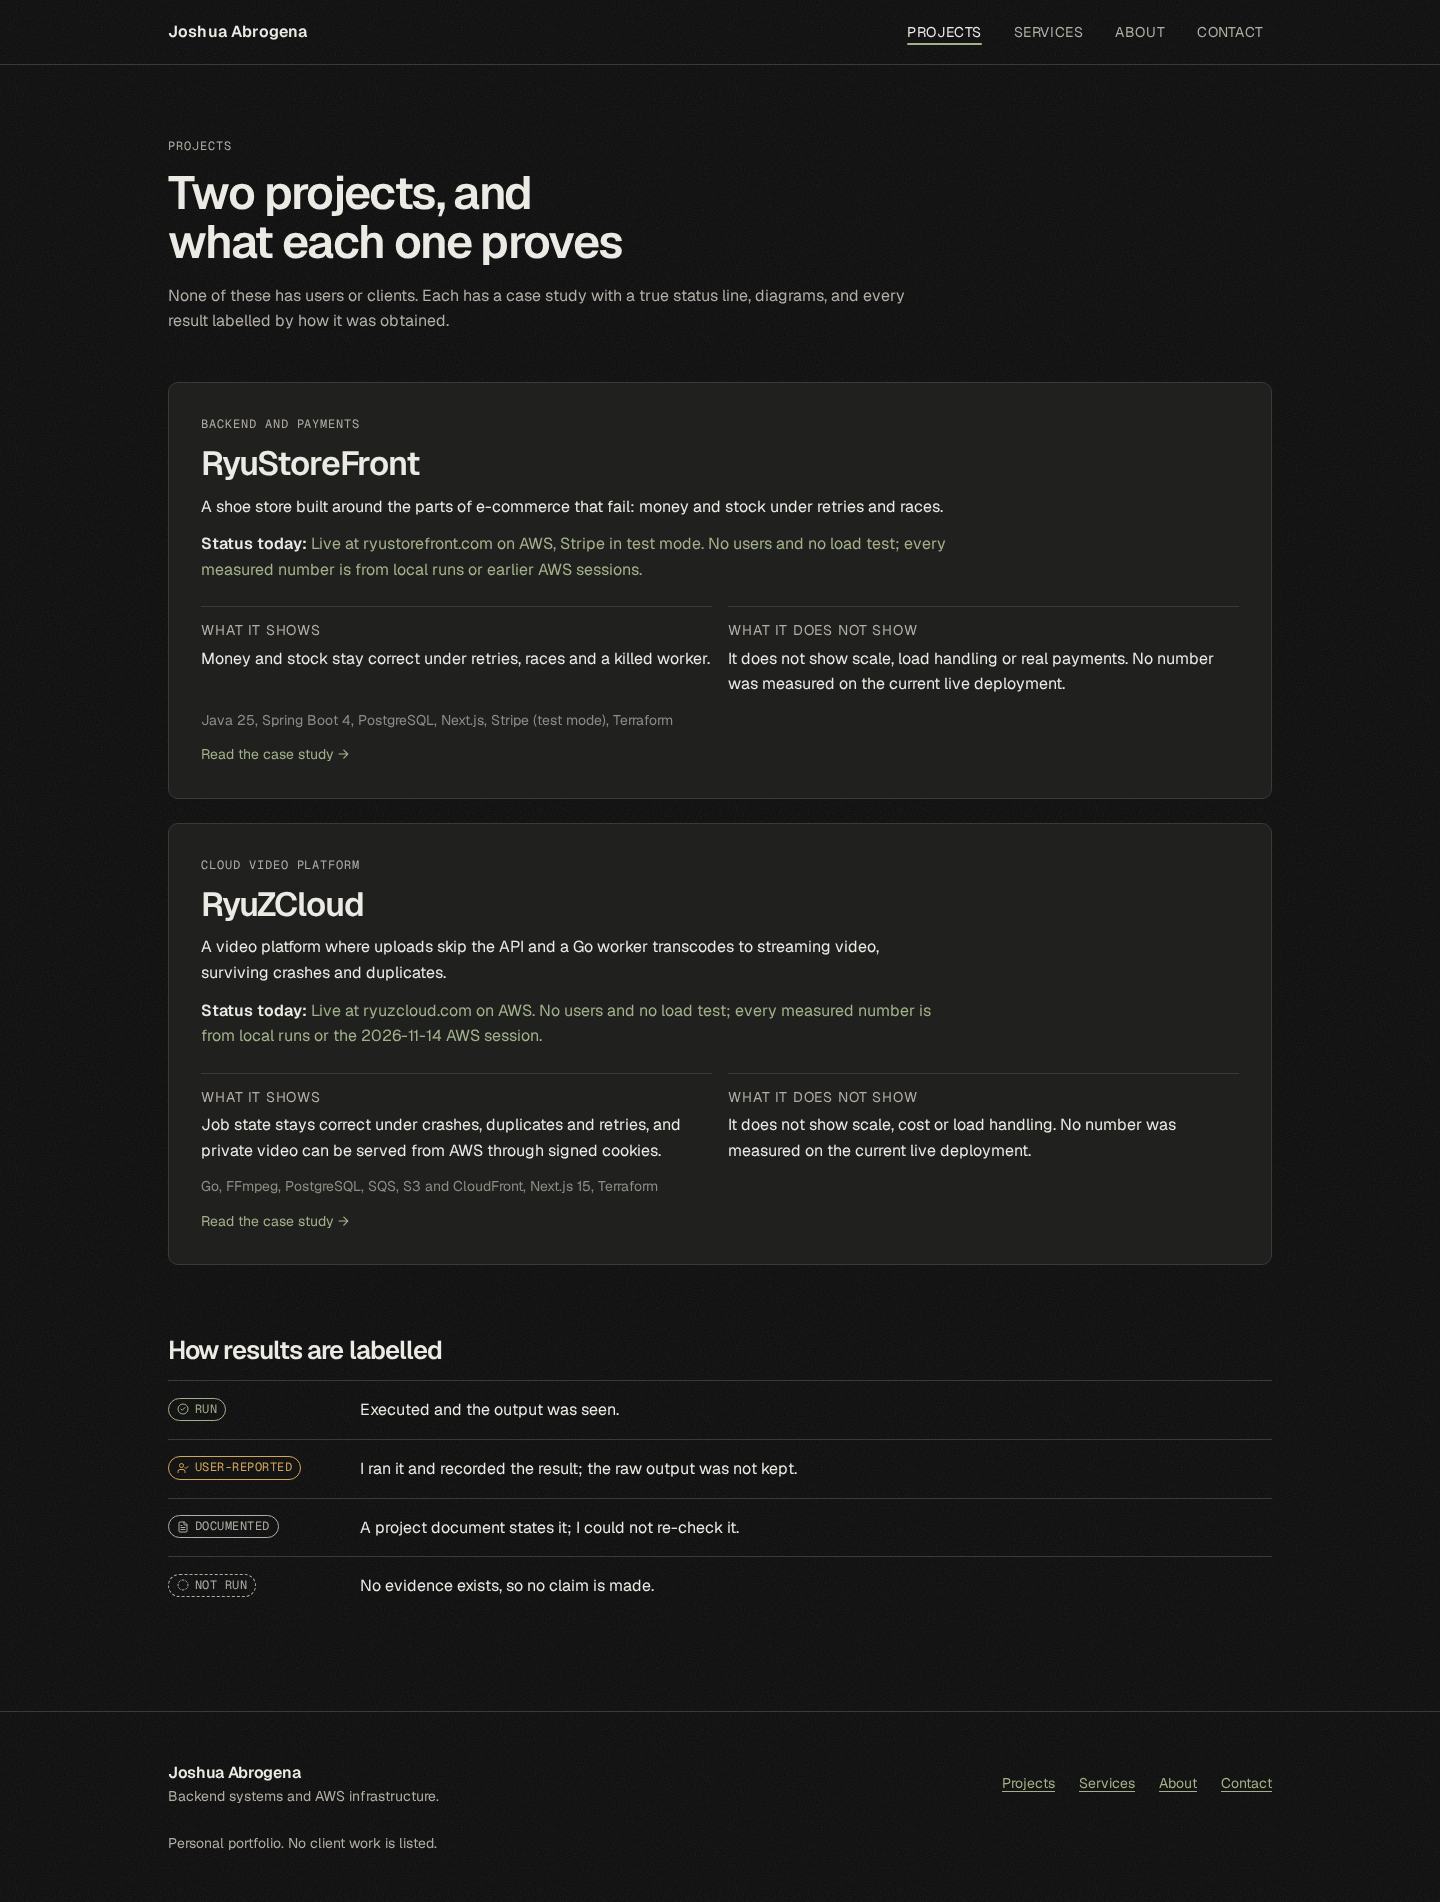 Joshua Abrogena
PROJECTS SERVICES ABOUT CONTACT
PROJECTS
Two projects, and
what each one proves
None of these has users or clients. Each has a case study with a true status line, diagrams, and every
result labelled by how it was obtained.
BACKEND AND PAYMENTS
RyuStoreFront
A shoe store built around the parts of e-commerce that fail: money and stock under retries and races.
Status today: Live at ryustorefront.com on AWS, Stripe in test mode. No users and no load test; every
measured number is from local runs or earlier AWS sessions.
WHAT IT SHOWS
Money and stock stay correct under retries, races and a killed worker.
WHAT IT DOES NOT SHOW
It does not show scale, load handling or real payments. No number
was measured on the current live deployment.
Java 25, Spring Boot 4, PostgreSQL, Next.js, Stripe (test mode), Terraform
Read the case study →
CLOUD VIDEO PLATFORM
RyuZCloud
A video platform where uploads skip the API and a Go worker transcodes to streaming video,
surviving crashes and duplicates.
Status today: Live at ryuzcloud.com on AWS. No users and no load test; every measured number is
from local runs or the 2026-11-14 AWS session.
WHAT IT SHOWS
Job state stays correct under crashes, duplicates and retries, and
private video can be served from AWS through signed cookies.
WHAT IT DOES NOT SHOW
It does not show scale, cost or load handling. No number was
measured on the current live deployment.
Go, FFmpeg, PostgreSQL, SQS, S3 and CloudFront, Next.js 15, Terraform
Read the case study →
How results are labelled
RUN Executed and the output was seen.
USER-REPORTED I ran it and recorded the result; the raw output was not kept.
DOCUMENTED A project document states it; I could not re-check it.
NOT RUN No evidence exists, so no claim is made.
Joshua Abrogena
Backend systems and AWS infrastructure.
Projects Services About Contact
Personal portfolio. No client work is listed.